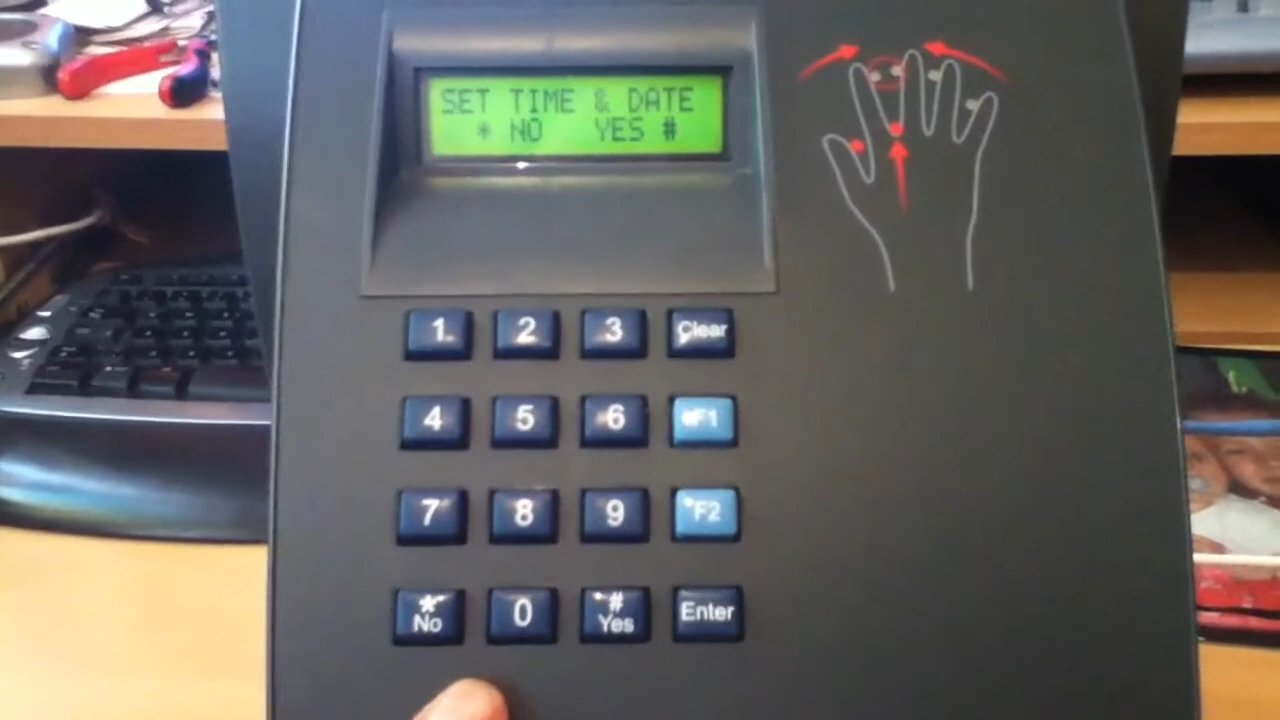 SET TIME & DATE
* NO YES #
1 2 3 Clear
4 5 6 F1
7 8 9 F2
* 0 #
No Yes Enter